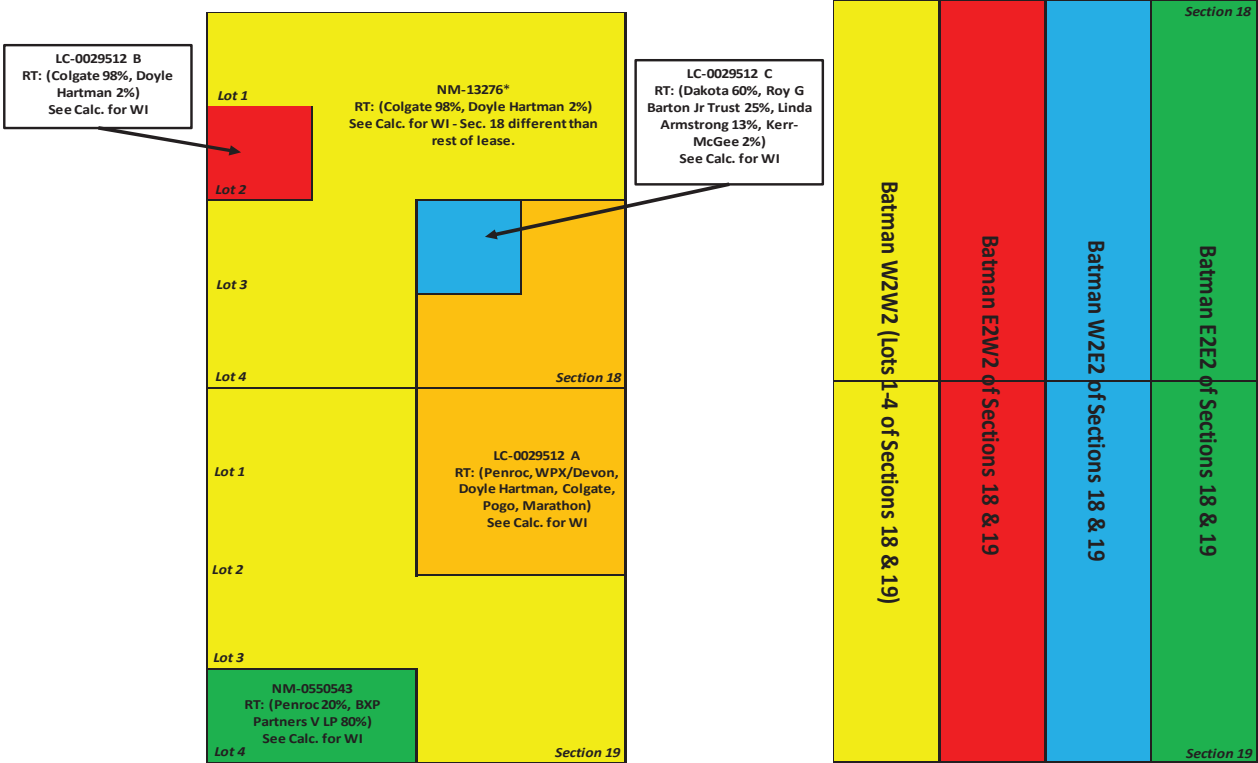 LC-0029512 B
RT: (Colgate 98%, Doyle
Hartman 2%)
See Calc. for WI
Lot 1
NM-13276*
RT: (Colgate 98%, Doyle Hartman 2%)
See Calc. for WI - Sec. 18 different than
rest of lease.
LC-0029512 C
RT: (Dakota 60%, Roy G
Barton Jr Trust 25%, Linda
Armstrong 13%, Kerr-
McGee 2%)
See Calc. for WI
Lot 2
Lot 3
Lot 4
Section 18
Lot 1
LC-0029512 A
RT: (Penroc, WPX/Devon,
Doyle Hartman, Colgate,
Pogo, Marathon)
See Calc. for WI
Lot 2
Lot 3
NM-0550543
RT: (Penroc 20%, BXP
Partners V LP 80%)
See Calc. for WI
Lot 4
Section 19
Section 18
Batman W2W2 (Lots 1-4 of Sections 18 & 19)
Batman E2W2 of Sections 18 & 19
Batman W2E2 of Sections 18 & 19
Batman E2E2 of Sections 18 & 19
Section 19